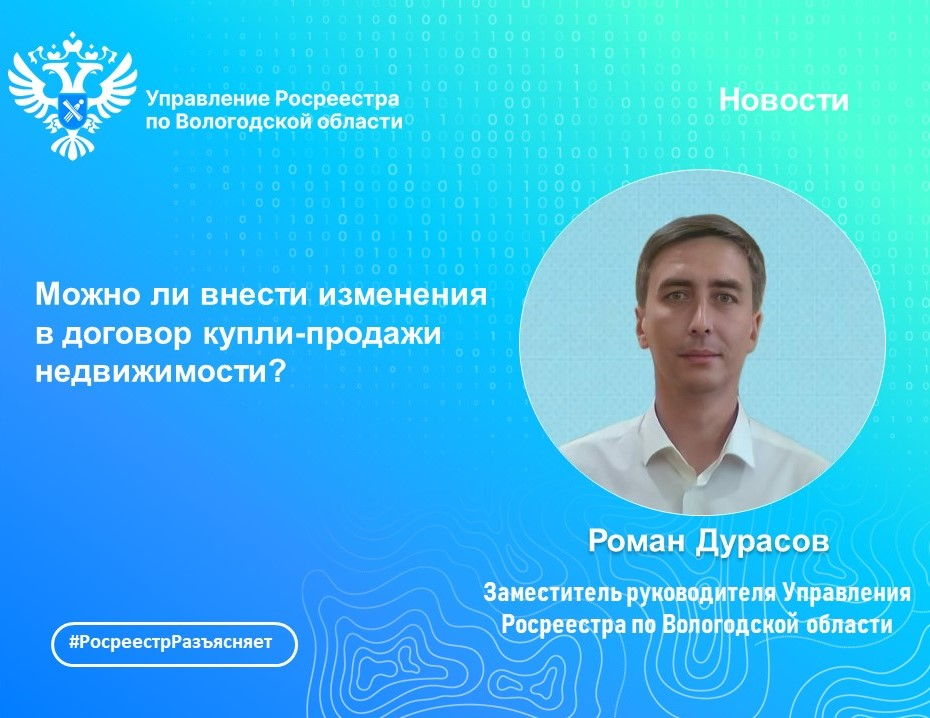 Управление Росреестра
по Вологодской области
Новости
Можно ли внести изменения
в договор купли-продажи
недвижимости?
Роман Дурасов
Заместитель руководителя Управления
Росреестра по Вологодской области
#РосреестрРазъясняет